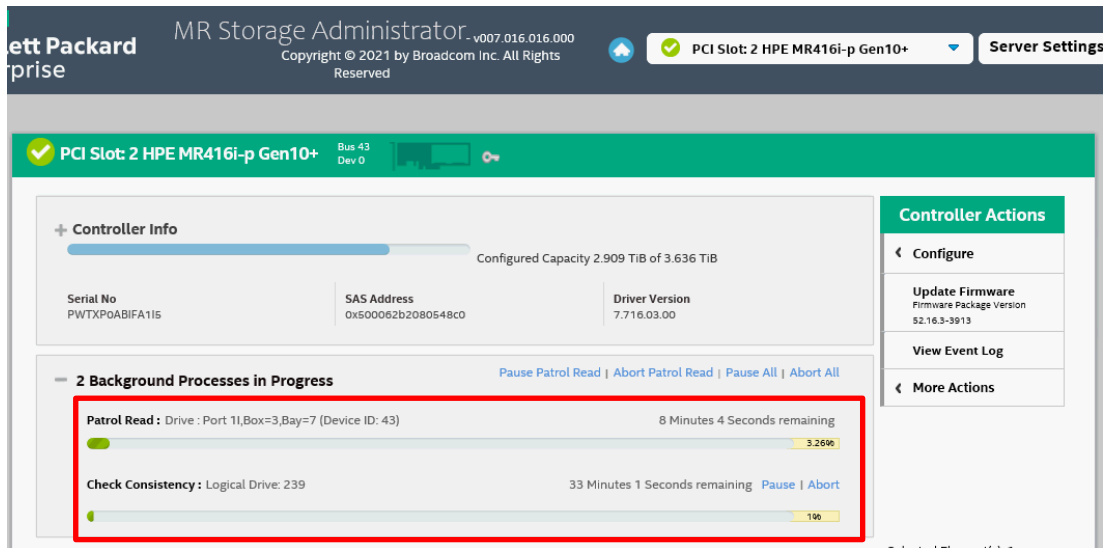 ett Packard
rprise
MR Storage Administrator v007.016.016.000
Copyright © 2021 by Broadcom Inc. All Rights
Reserved
PCI Slot: 2 HPE MR416i-p Gen10+
Server Settings
PCI Slot: 2 HPE MR416i-p Gen10+
Bus 43
Dev 0
Controller Info
Configured Capacity 2.909 TiB of 3.636 TiB
Serial No
PWTXP0ABIFA1I5
SAS Address
0x500062b2080548c0
Driver Version
7.716.03.00
2 Background Processes in Progress
Pause Patrol Read | Abort Patrol Read | Pause All | Abort All
Patrol Read : Drive : Port 1I,Box=3,Bay=7 (Device ID: 43)
8 Minutes 4 Seconds remaining
3.26%
Check Consistency : Logical Drive: 239
33 Minutes 1 Seconds remaining Pause | Abort
1%
Controller Actions
Configure
Update Firmware
Firmware Package Version
52.16.3-3913
View Event Log
More Actions